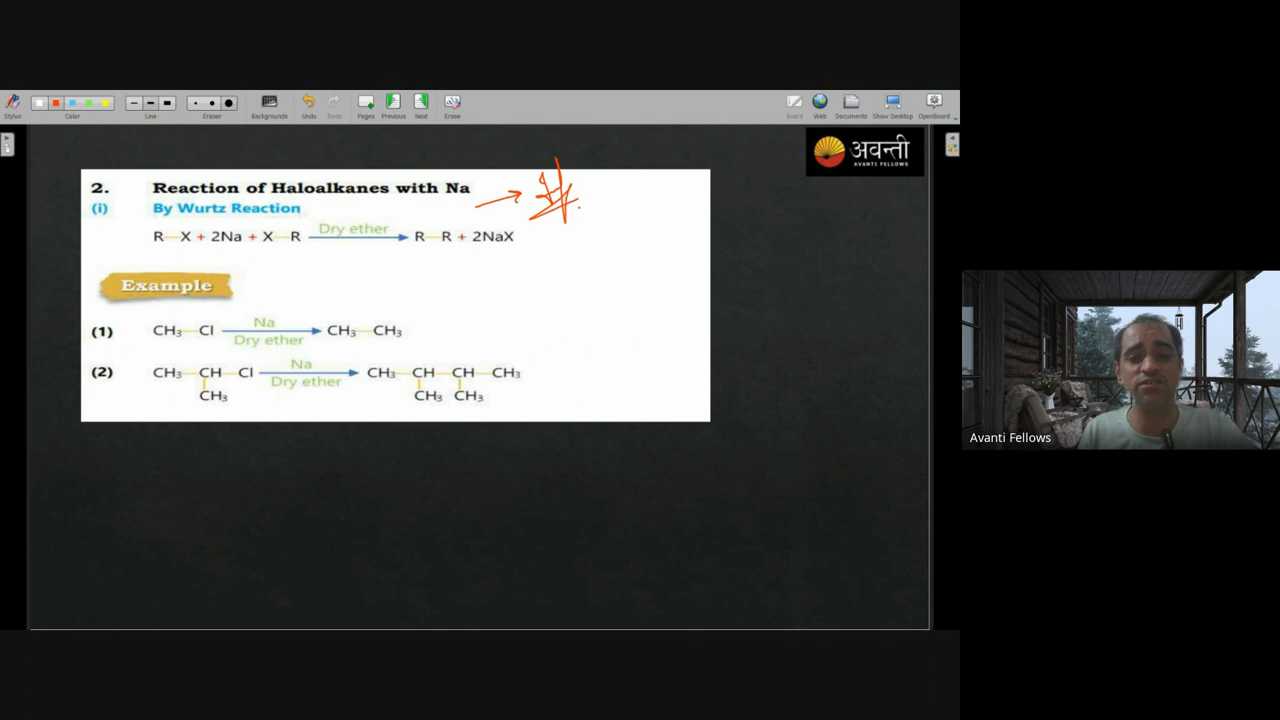 Stylus
Color
Line
Eraser
Backgrounds
Undo
Redo
Pages
Previous
Next
Erase
Board
Web
Documents
Show Desktop
OpenBoard
अवन्ती
AVANTI FELLOWS
2. Reaction of Haloalkanes with Na
(i) By Wurtz Reaction
R—X + 2Na + X—R Dry ether → R—R + 2NaX
Example
(1) CH₃—Cl Na Dry ether → CH₃—CH₃
(2) CH₃—CH—Cl Na Dry ether → CH₃—CH—CH—CH₃
CH₃ CH₃ CH₃
Avanti Fellows